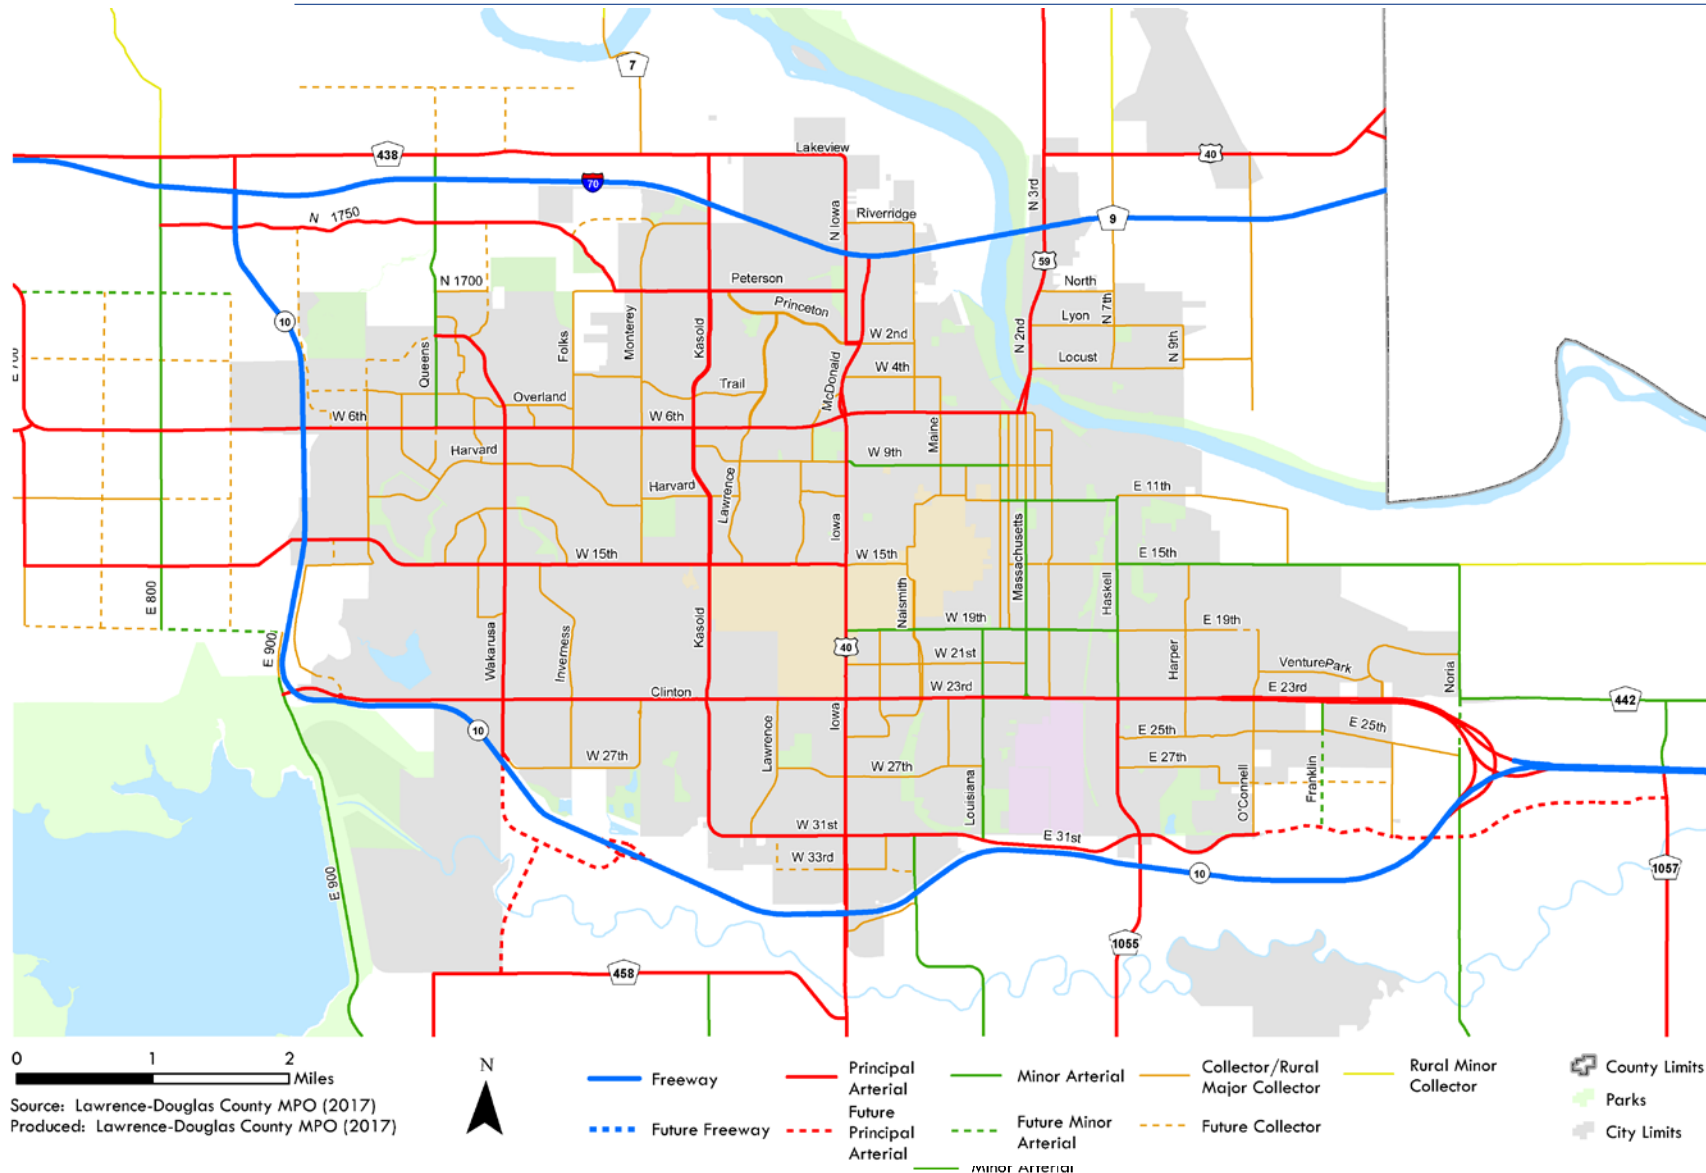 7
438
Lakeview
40
70
N 3rd
N 1750
N Iowa
Riverridge
9
59
N 1700
Peterson
North
Princeton
N 7th
10
Lyon
Queens
Folks
Monterey
Kasold
W 2nd
N 2nd
N 9th
E 700
Locust
McDonald
W 4th
Trail
Overland
W 6th
W 6th
Maine
Harvard
W 9th
Harvard
Lawrence
E 11th
Iowa
Massachusetts
W 15th
W 15th
E 15th
E 800
Naismith
Haskell
W 19th
E 19th
E 900
Wakarusa
Inverness
Kasold
40
W 21st
Harper
VenturePark
Noria
Clinton
W 23rd
E 23rd
442
10
Lawrence
Iowa
E 25th
E 25th
W 27th
W 27th
E 27th
Louisiana
O'Connell
Franklin
W 31st
E 31st
W 33rd
E 900
10
1057
1055
458
0 1 2
Miles
Source: Lawrence-Douglas County MPO (2017)
Produced: Lawrence-Douglas County MPO (2017)
N
Freeway
Future Freeway
Principal
Arterial
Future
Principal
Arterial
Minor Arterial
Future Minor
Arterial
Minor Arterial
Collector/Rural
Major Collector
Future Collector
Rural Minor
Collector
County Limits
Parks
City Limits